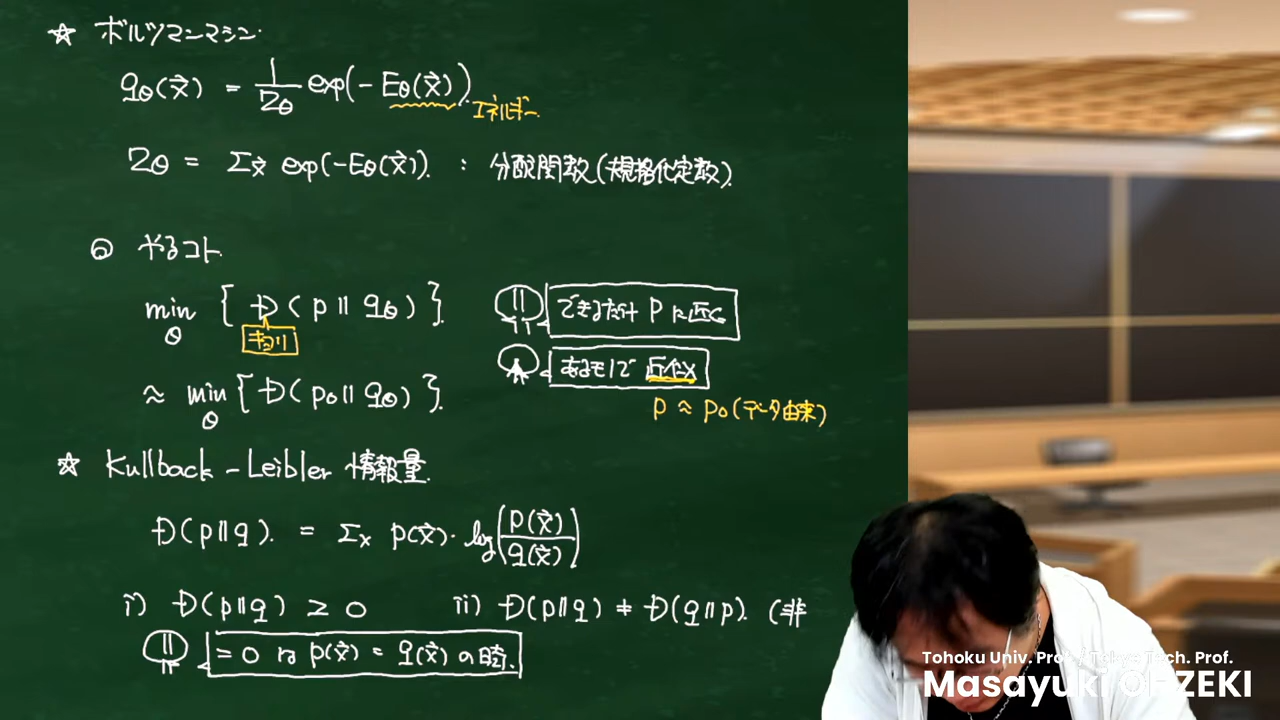 ☆ ボルツマンマシン.
qθ(x⃗) = 1/Zθ exp(−Eθ(x⃗)).
エネルギー.
Zθ = Σx⃗ exp(−Eθ(x⃗)). : 分配関数(規格化定数)
◎ やるコト.
min θ { D(p || qθ) }.
キョリ
できるだけ p に近く
≈ min θ { D(p₀ || qθ) }.
あるモノで 近似
p ≈ p₀ (データ由来)
☆ Kullback-Leibler 情報量.
D(p||q). = Σx p(x⃗)・log(p(x⃗)/q(x⃗))
i) D(p||q) ≥ 0
ii) D(p||q) ≠ D(q||p). (非
= 0 は p(x⃗) = q(x⃗) の時.
Tohoku Univ. Prof. / Tokyo Tech. Prof.
Masayuki OHZEKI